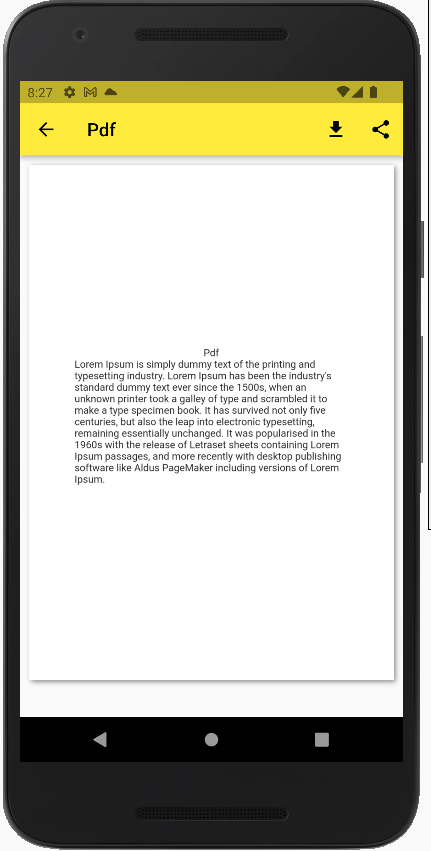 8:27
Pdf
Pdf
Lorem Ipsum is simply dummy text of the printing and
typesetting industry. Lorem Ipsum has been the industry's
standard dummy text ever since the 1500s, when an
unknown printer took a galley of type and scrambled it to
make a type specimen book. It has survived not only five
centuries, but also the leap into electronic typesetting,
remaining essentially unchanged. It was popularised in the
1960s with the release of Letraset sheets containing Lorem
Ipsum passages, and more recently with desktop publishing
software like Aldus PageMaker including versions of Lorem
Ipsum.